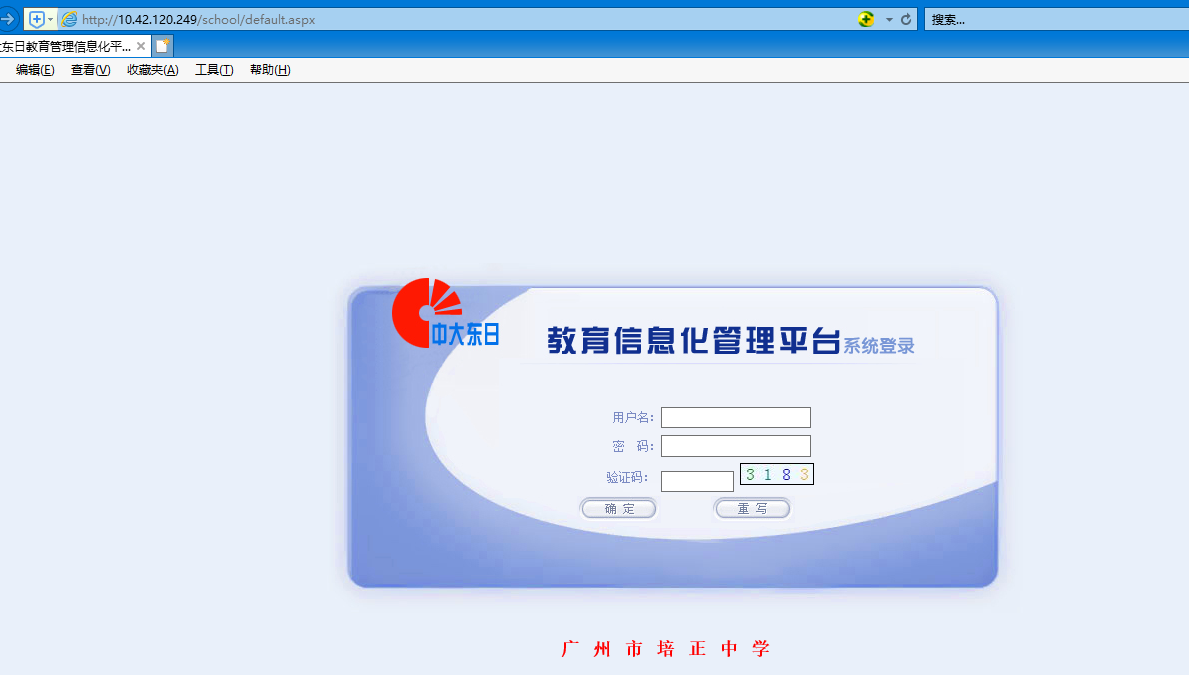 http://10.42.120.249/school/default.aspx
搜索...
东日教育管理信息化平...
编辑(E) 查看(V) 收藏夹(A) 工具(T) 帮助(H)
中大东日
教育信息化管理平台系统登录
用户名:
密 码:
验证码: 3 1 8 3
确 定 重 写
广州市培正中学